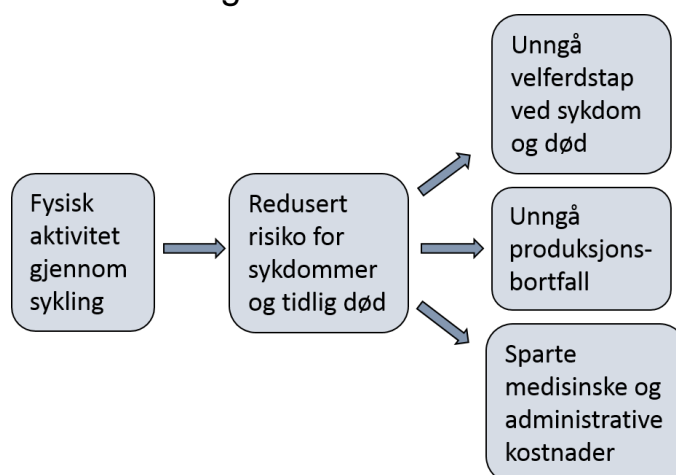 Fysisk
aktivitet
gjennom
sykling
Redusert
risiko for
sykdommer
og tidlig død
Unngå
velferdstap
ved sykdom
og død
Unngå
produksjons-
bortfall
Sparte
medisinske og
administrative
kostnader